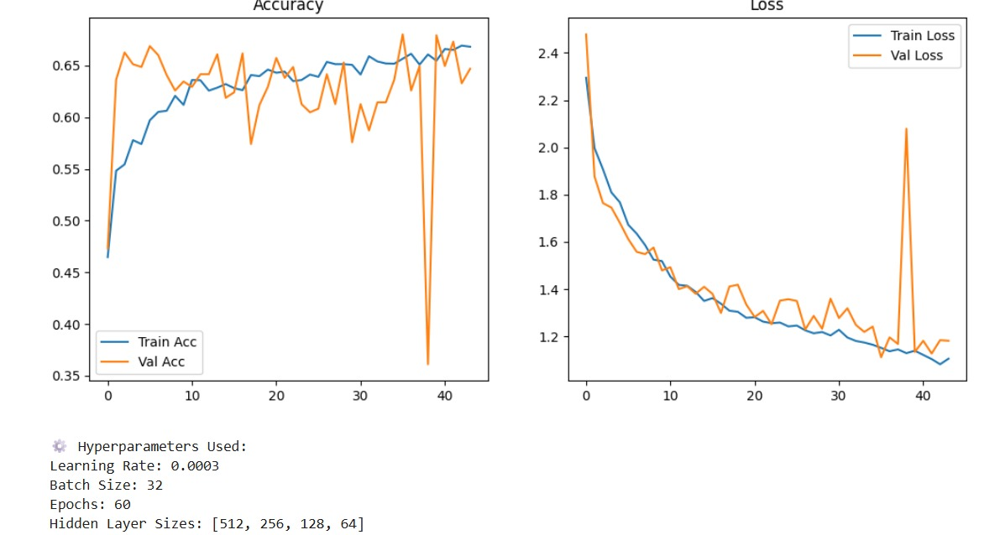 Accuracy
Loss
0.65
0.60
0.55
0.50
0.45
0.40
0.35
Train Acc
Val Acc
0 10 20 30 40
2.4
2.2
2.0
1.8
1.6
1.4
1.2
Train Loss
Val Loss
0 10 20 30 40
⚙️ Hyperparameters Used:
Learning Rate: 0.0003
Batch Size: 32
Epochs: 60
Hidden Layer Sizes: [512, 256, 128, 64]